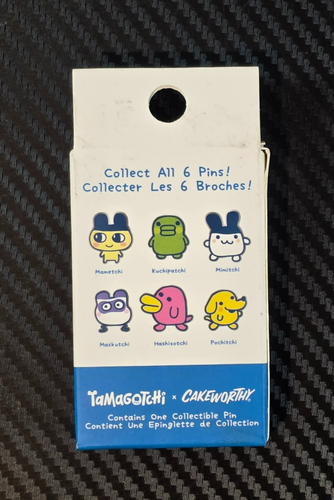 Collect All 6 Pins!
Collecter Les 6 Broches!
Mametchi Kuchipatchi Mimitchi
Maskutchi Hashizotchi Pochitchi
TAMAGOTCHi × CAKEWORTHY.
Contains One Collectible Pin
Contient Une Epinglette de Collection